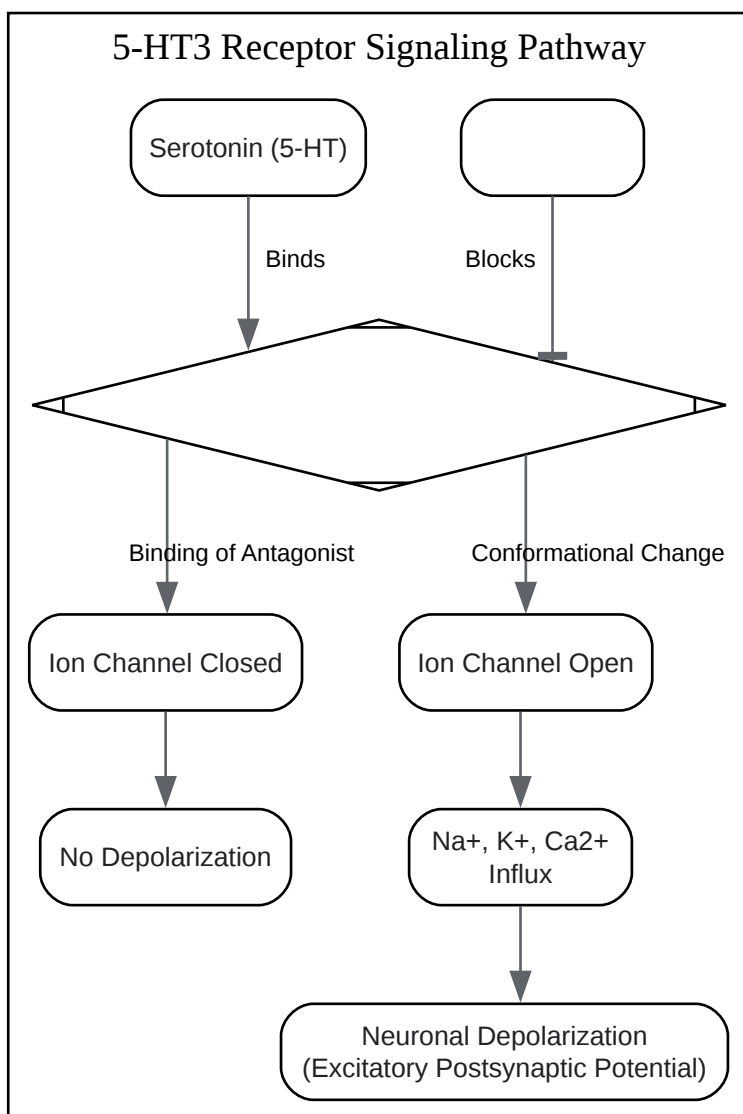 5-HT3 Receptor Signaling Pathway
Serotonin (5-HT)
Binds
Blocks
Binding of Antagonist
Conformational Change
Ion Channel Closed
Ion Channel Open
No Depolarization
Na+, K+, Ca2+
Influx
Neuronal Depolarization
(Excitatory Postsynaptic Potential)